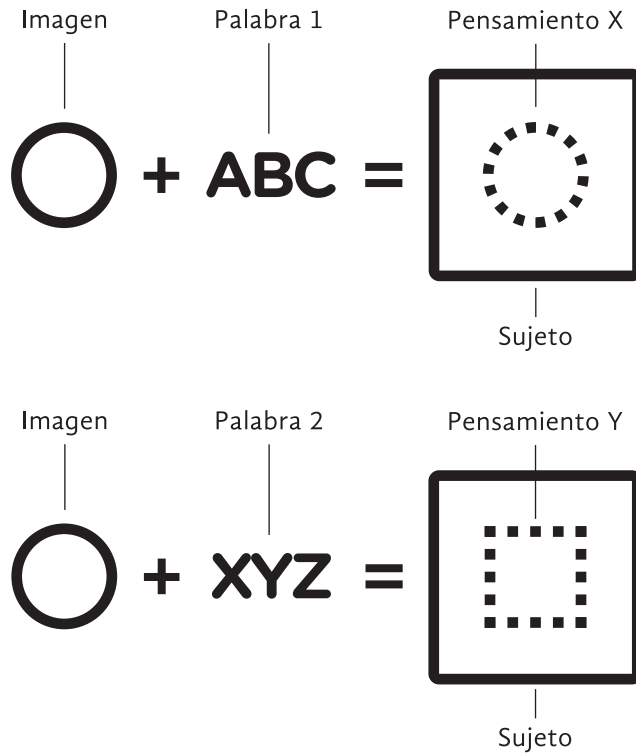 Imagen Palabra 1 Pensamiento X
+ ABC =
Sujeto
Imagen Palabra 2 Pensamiento Y
+ XYZ =
Sujeto